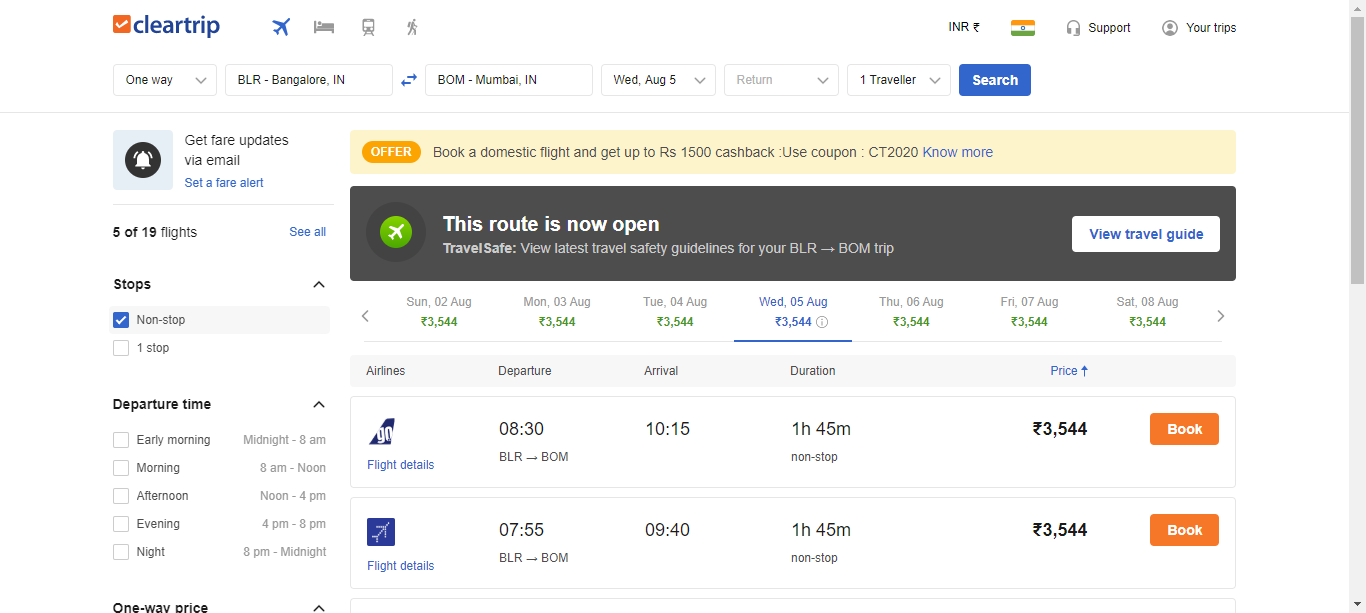 cleartrip
INR ₹
Support
Your trips
One way
BLR - Bangalore, IN
BOM - Mumbai, IN
Wed, Aug 5
Return
1 Traveller
Search
Get fare updates
via email
Set a fare alert
5 of 19 flights
See all
Stops
Non-stop
1 stop
Departure time
Early morning Midnight - 8 am
Morning 8 am - Noon
Afternoon Noon - 4 pm
Evening 4 pm - 8 pm
Night 8 pm - Midnight
One-way price
OFFER Book a domestic flight and get up to Rs 1500 cashback :Use coupon : CT2020 Know more
This route is now open
TravelSafe: View latest travel safety guidelines for your BLR → BOM trip
View travel guide
Sun, 02 Aug Mon, 03 Aug Tue, 04 Aug Wed, 05 Aug Thu, 06 Aug Fri, 07 Aug Sat, 08 Aug
₹3,544 ₹3,544 ₹3,544 ₹3,544 ₹3,544 ₹3,544 ₹3,544
Airlines Departure Arrival Duration Price ↑
go
08:30 10:15 1h 45m ₹3,544 Book
BLR → BOM non-stop
Flight details
07:55 09:40 1h 45m ₹3,544 Book
BLR → BOM non-stop
Flight details